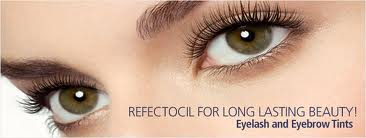 REFECTOCIL FOR LONG LASTING BEAUTY!
Eyelash and Eyebrow Tints